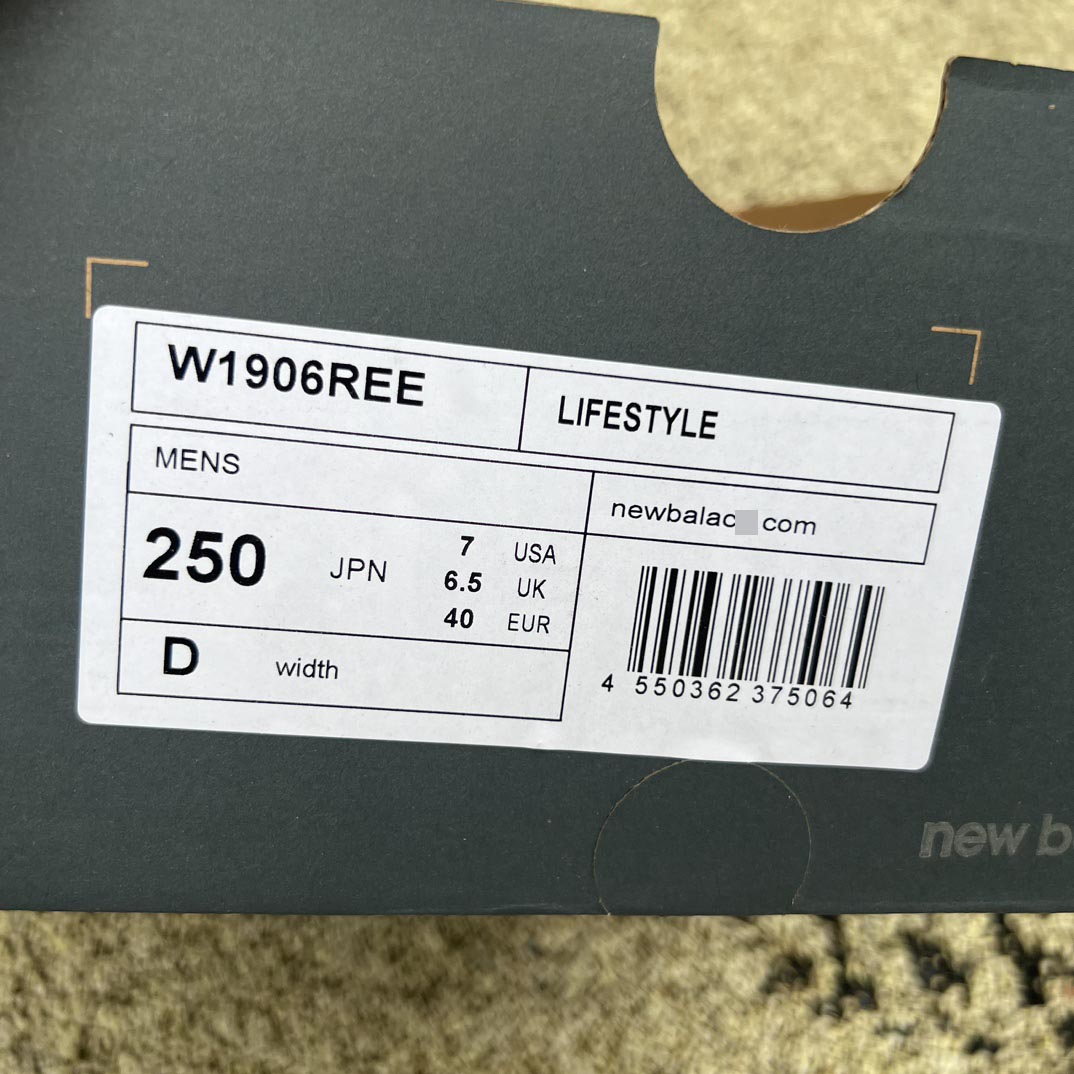 W1906REE
LIFESTYLE
MENS
newbalac com
250 JPN
7 USA
6.5 UK
40 EUR
D width
4 550362 375064
new b